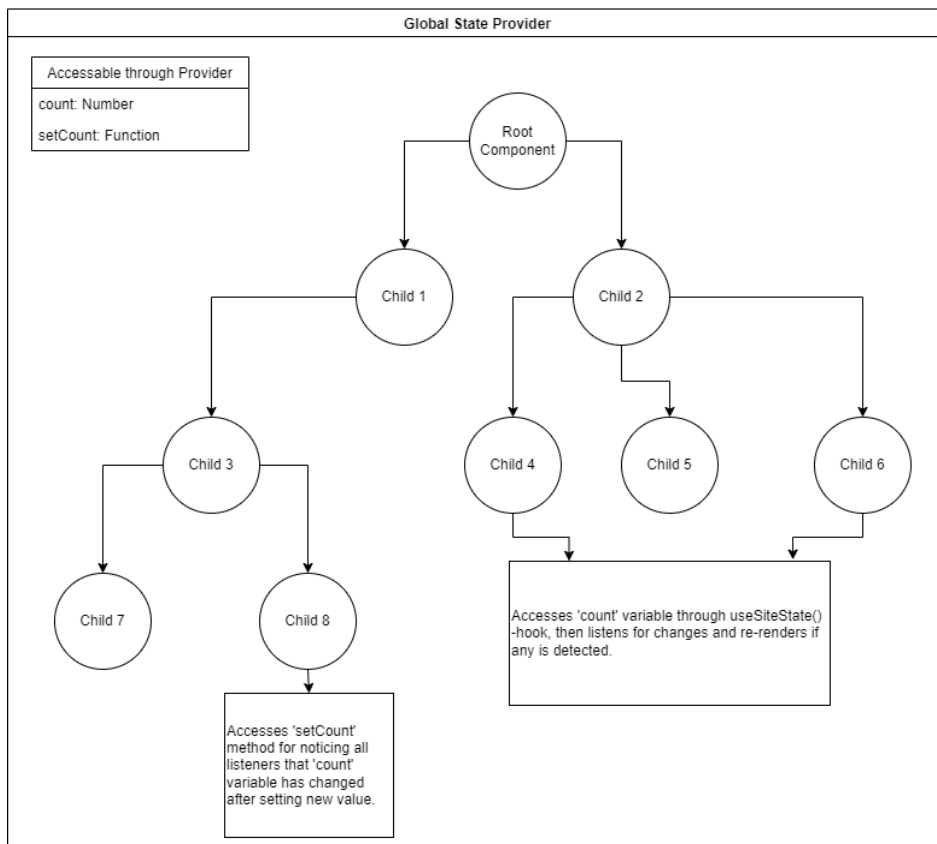 Global State Provider
Accessable through Provider
count: Number
setCount: Function
Root
Component
Child 1
Child 2
Child 3
Child 4
Child 5
Child 6
Child 7
Child 8
Accesses 'count' variable through useSiteState()
-hook, then listens for changes and re-renders if
any is detected.
Accesses 'setCount'
method for noticing all
listeners that 'count'
variable has changed
after setting new value.